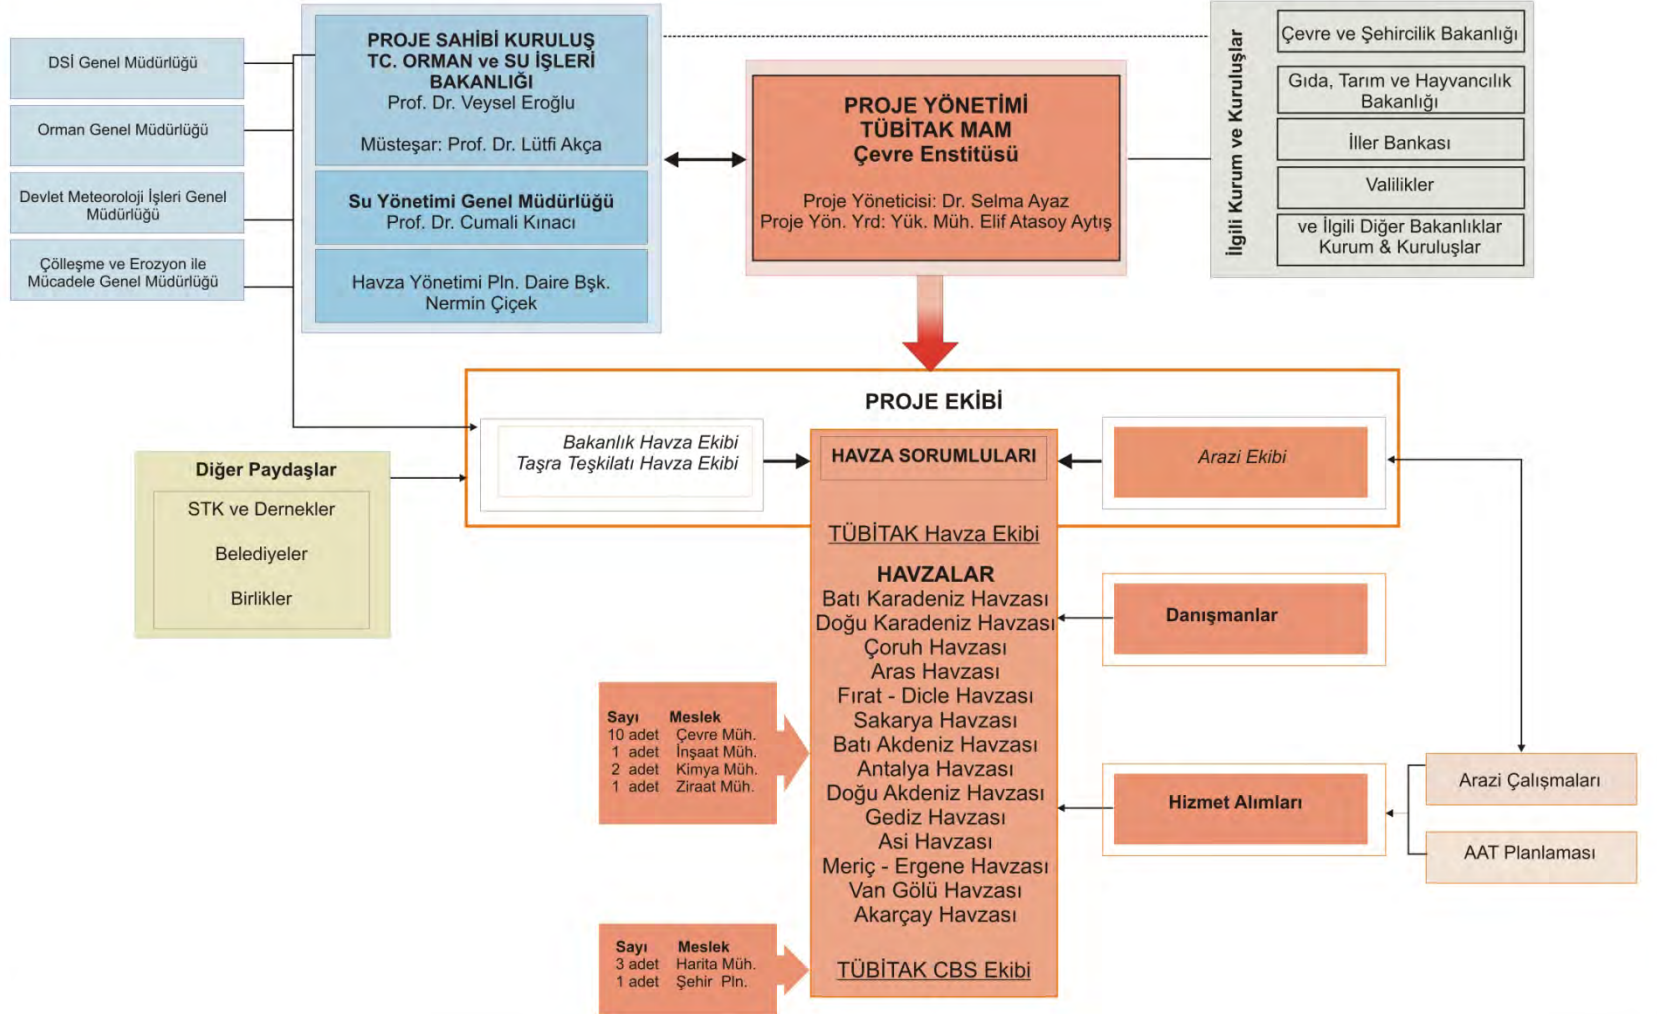 DSİ Genel Müdürlüğü
Orman Genel Müdürlüğü
Devlet Meteoroloji İşleri Genel
Müdürlüğü
Çölleşme ve Erozyon ile
Mücadele Genel Müdürlüğü
PROJE SAHİBİ KURULUŞ
TC. ORMAN ve SU İŞLERİ
BAKANLIĞI
Prof. Dr. Veysel Eroğlu
Müsteşar: Prof. Dr. Lütfi Akça
Su Yönetimi Genel Müdürlüğü
Prof. Dr. Cumali Kınacı
Havza Yönetimi Pln. Daire Bşk.
Nermin Çiçek
PROJE YÖNETİMİ
TÜBİTAK MAM
Çevre Enstitüsü
Proje Yöneticisi: Dr. Selma Ayaz
Proje Yön. Yrd: Yük. Müh. Elif Atasoy Aytış
İlgili Kurum ve Kuruluşlar
Çevre ve Şehircilik Bakanlığı
Gıda, Tarım ve Hayvancılık
Bakanlığı
İller Bankası
Valilikler
ve İlgili Diğer Bakanlıklar
Kurum & Kuruluşlar
PROJE EKİBİ
Bakanlık Havza Ekibi
Taşra Teşkilatı Havza Ekibi
HAVZA SORUMLULARI
Arazi Ekibi
Diğer Paydaşlar
STK ve Dernekler
Belediyeler
Birlikler
TÜBİTAK Havza Ekibi
HAVZALAR
Batı Karadeniz Havzası
Doğu Karadeniz Havzası
Çoruh Havzası
Aras Havzası
Fırat - Dicle Havzası
Sakarya Havzası
Batı Akdeniz Havzası
Antalya Havzası
Doğu Akdeniz Havzası
Gediz Havzası
Asi Havzası
Meriç - Ergene Havzası
Van Gölü Havzası
Akarçay Havzası
TÜBİTAK CBS Ekibi
Danışmanlar
Hizmet Alımları
Arazi Çalışmaları
AAT Planlaması
Sayı Meslek
10 adet Çevre Müh.
1 adet İnşaat Müh.
2 adet Kimya Müh.
1 adet Ziraat Müh.
Sayı Meslek
3 adet Harita Müh.
1 adet Şehir Pln.